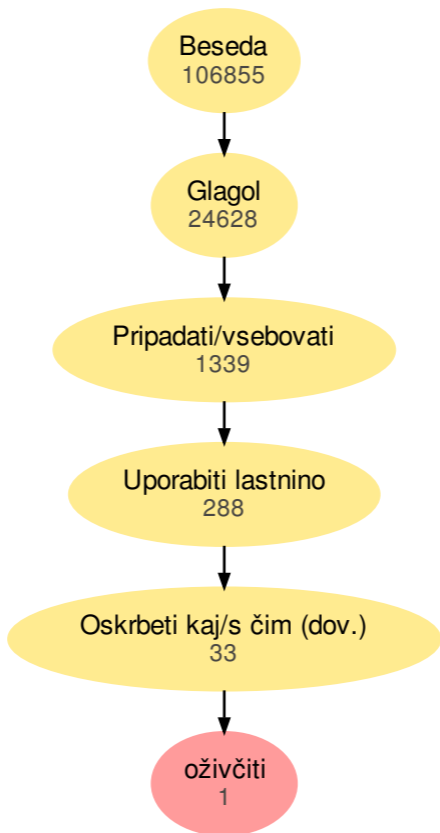 Beseda
106855
Glagol
24628
Pripadati/vsebovati
1339
Uporabiti lastnino
288
Oskrbeti kaj/s čim (dov.)
33
oživčiti
1